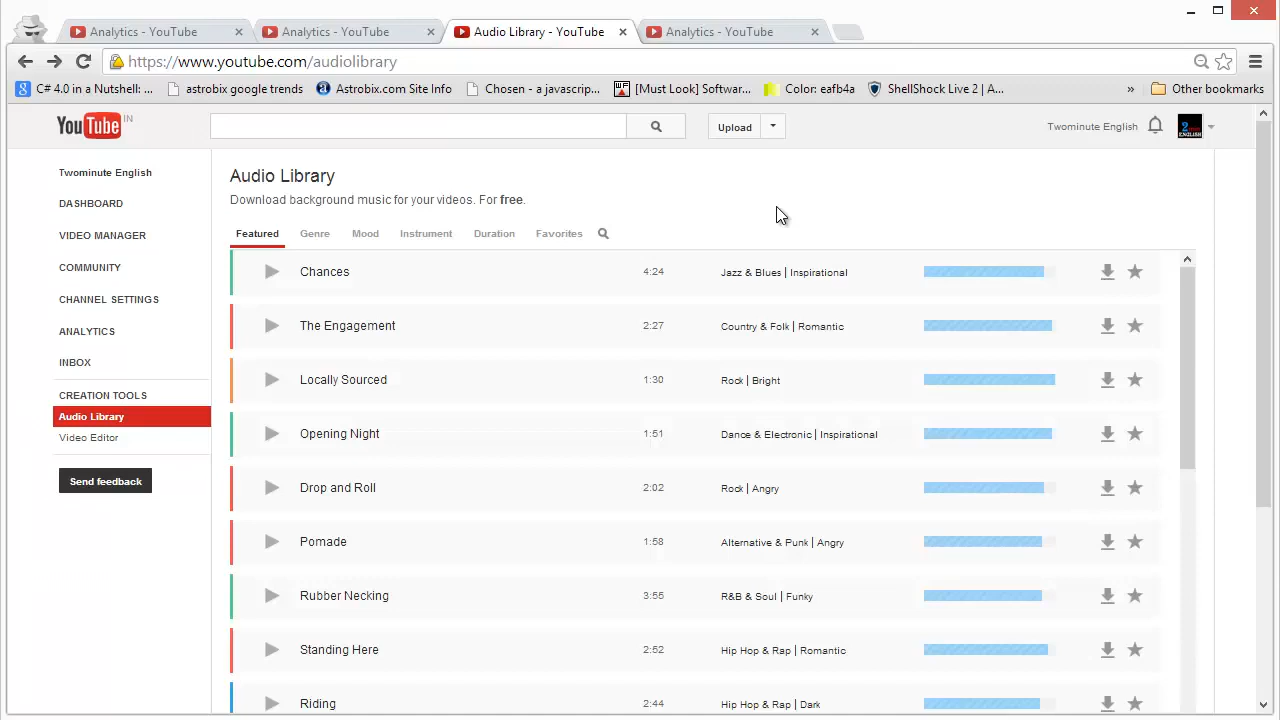 Analytics - YouTube
Analytics - YouTube
Audio Library - YouTube
Analytics - YouTube
https://www.youtube.com/audiolibrary
C# 4.0 in a Nutshell: ...
astrobix google trends
Astrobix.com Site Info
Chosen - a javascrip...
[Must Look] Softwar...
Color: eafb4a
ShellShock Live 2 | A...
»
Other bookmarks
YouTube IN
Upload
Twominute English
2 ENGLISH
Twominute English
DASHBOARD
VIDEO MANAGER
COMMUNITY
CHANNEL SETTINGS
ANALYTICS
INBOX
CREATION TOOLS
Audio Library
Video Editor
Send feedback
Audio Library
Download background music for your videos. For free.
Featured Genre Mood Instrument Duration Favorites
Chances 4:24 Jazz & Blues | Inspirational
The Engagement 2:27 Country & Folk | Romantic
Locally Sourced 1:30 Rock | Bright
Opening Night 1:51 Dance & Electronic | Inspirational
Drop and Roll 2:02 Rock | Angry
Pomade 1:58 Alternative & Punk | Angry
Rubber Necking 3:55 R&B & Soul | Funky
Standing Here 2:52 Hip Hop & Rap | Romantic
Riding 2:44 Hip Hop & Rap | Dark